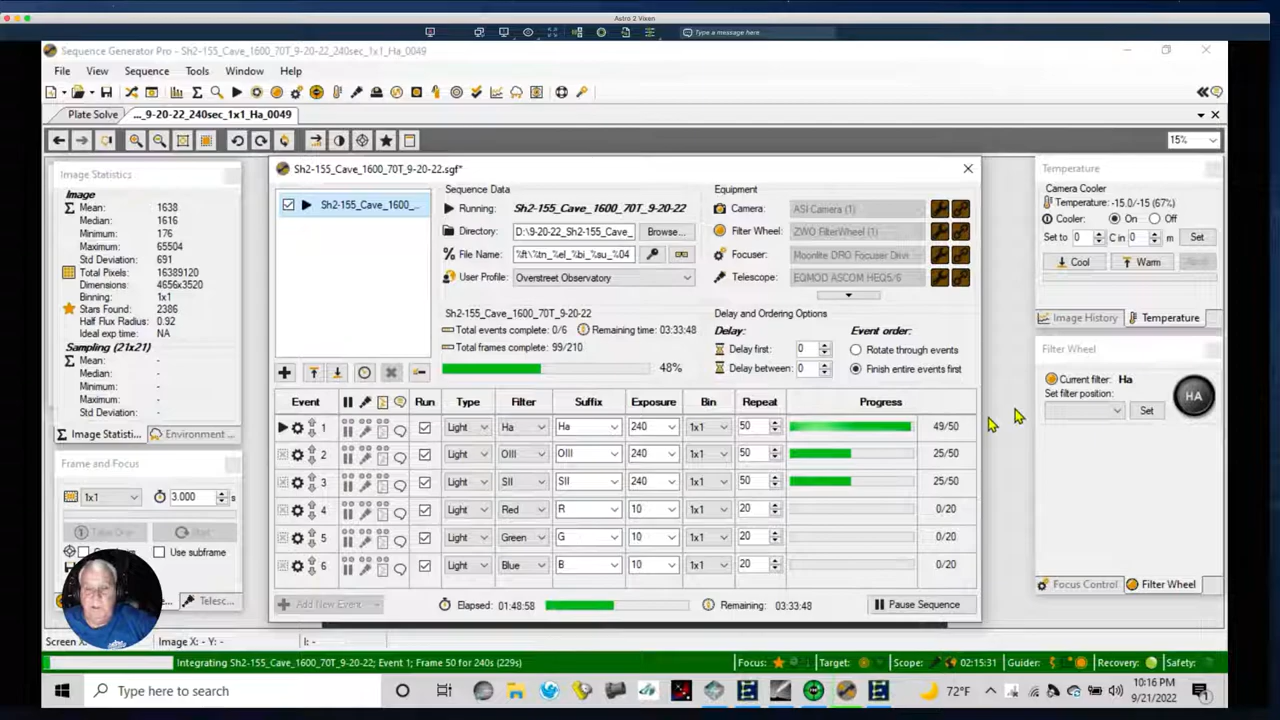 Astro 2 Vixen
Type a message here
Sequence Generator Pro - Sh2-155_Cave_1600_70T_9-20-22_240sec_1x1_Ha_0049
File View Sequence Tools Window Help
Plate Solve ..._9-20-22_240sec_1x1_Ha_0049
15%
Image Statistics
Image
Mean: 1638
Median: 1616
Minimum: 176
Maximum: 65504
Std Deviation: 691
Total Pixels: 16389120
Dimensions: 4656x3520
Binning: 1x1
Stars Found: 2386
Half Flux Radius: 0.92
Ideal exp time: NA
Sampling (21x21)
Mean: -
Median: -
Minimum: -
Maximum: -
Std Deviation: -
Image Statisti... Environment ...
Frame and Focus
1x1 3.000 s
Use subframe
Telesc...
Screen X: Image X: - Y: - I: -
Sh2-155_Cave_1600_70T_9-20-22.sgf*
Sh2-155_Cave_1600_...
Sequence Data
Running: Sh2-155_Cave_1600_70T_9-20-22
Directory: D:\9-20-22_Sh2-155_Cave_ Browse...
File Name: %ft\%tn_%el_%bi_%su_%04
User Profile: Overstreet Observatory
Equipment
Camera: ASI Camera (1)
Filter Wheel: ZWO FilterWheel (1)
Focuser: Moonlite DRO Focuser Drive
Telescope: EQMOD ASCOM HEQ5/6
Sh2-155_Cave_1600_70T_9-20-22
Total events complete: 0/6 Remaining time: 03:33:48
Total frames complete: 99/210
48%
Delay and Ordering Options
Delay: Event order:
Delay first: 0 Rotate through events
Delay between: 0 Finish entire events first
Event Run Type Filter Suffix Exposure Bin Repeat Progress
1 Light Ha Ha 240 1x1 50 49/50
2 Light OIII OIII 240 1x1 50 25/50
3 Light SII SII 240 1x1 50 25/50
4 Light Red R 10 1x1 20 0/20
5 Light Green G 10 1x1 20 0/20
6 Light Blue B 10 1x1 20 0/20
Add New Event Elapsed: 01:48:58 Remaining: 03:33:48 Pause Sequence
Temperature
Camera Cooler
Temperature: -15.0/-15 (67%)
Cooler: On Off
Set to 0 C in 0 m Set
Cool Warm
Image History Temperature
Filter Wheel
Current filter: Ha
Set filter position:
Set
HA
Focus Control Filter Wheel
Integrating Sh2-155_Cave_1600_70T_9-20-22; Event 1; Frame 50 for 240s (229s) Focus: Target: Scope: 02:15:31 Guider: Recovery: Safety:
Type here to search 72°F 10:16 PM
9/21/2022